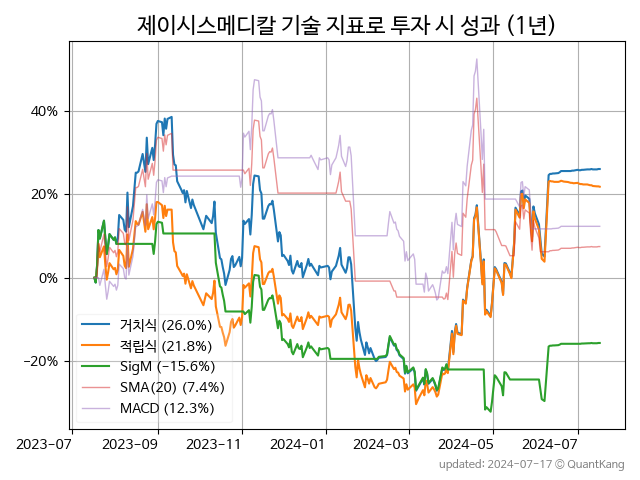 제이시스메디칼 기술 지표로 투자 시 성과 (1년)
40%
20%
0%
−20%
거치식 (26.0%)
적립식 (21.8%)
SigM (−15.6%)
SMA(20) (7.4%)
MACD (12.3%)
2023-07 2023-09 2023-11 2024-01 2024-03 2024-05 2024-07
updated: 2024-07-17 © QuantKang